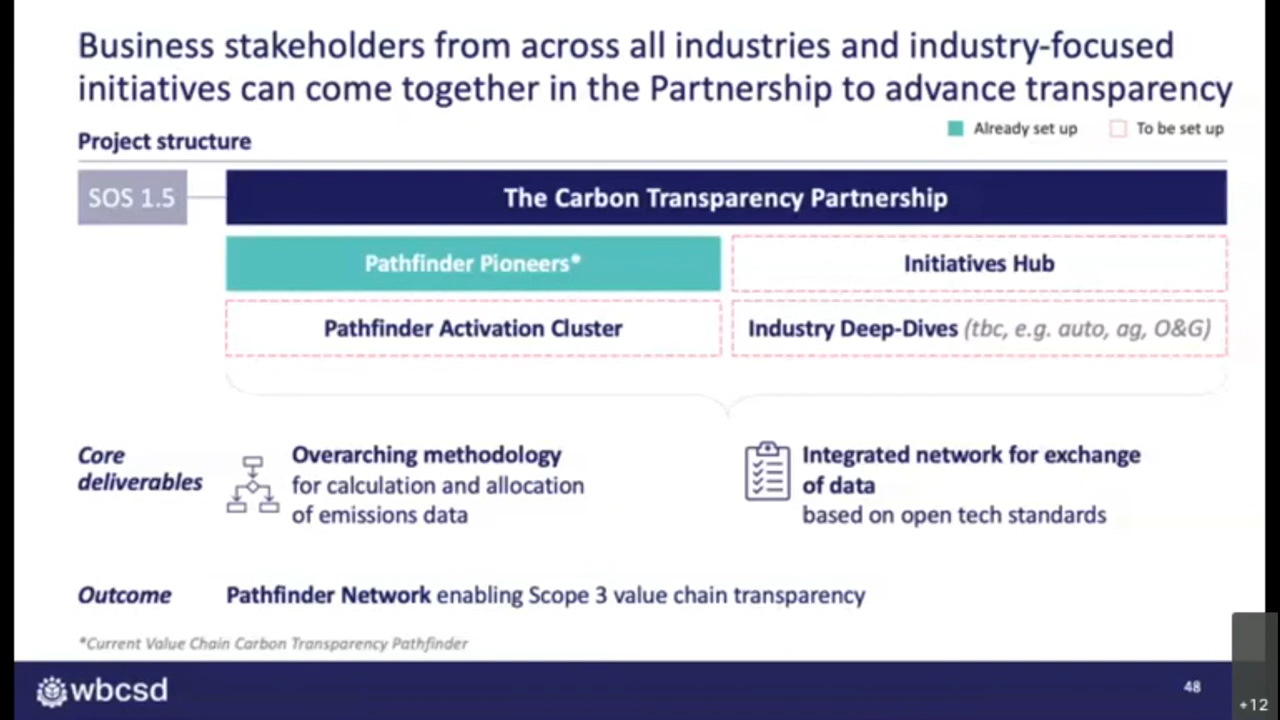 Business stakeholders from across all industries and industry-focused
initiatives can come together in the Partnership to advance transparency
Project structure
Already set up
To be set up
SOS 1.5
The Carbon Transparency Partnership
Pathfinder Pioneers*
Initiatives Hub
Pathfinder Activation Cluster
Industry Deep-Dives (tbc, e.g. auto, ag, O&G)
Core
deliverables
Overarching methodology
for calculation and allocation
of emissions data
Integrated network for exchange
of data
based on open tech standards
Outcome
Pathfinder Network enabling Scope 3 value chain transparency
*Current Value Chain Carbon Transparency Pathfinder
wbcsd
48
+12